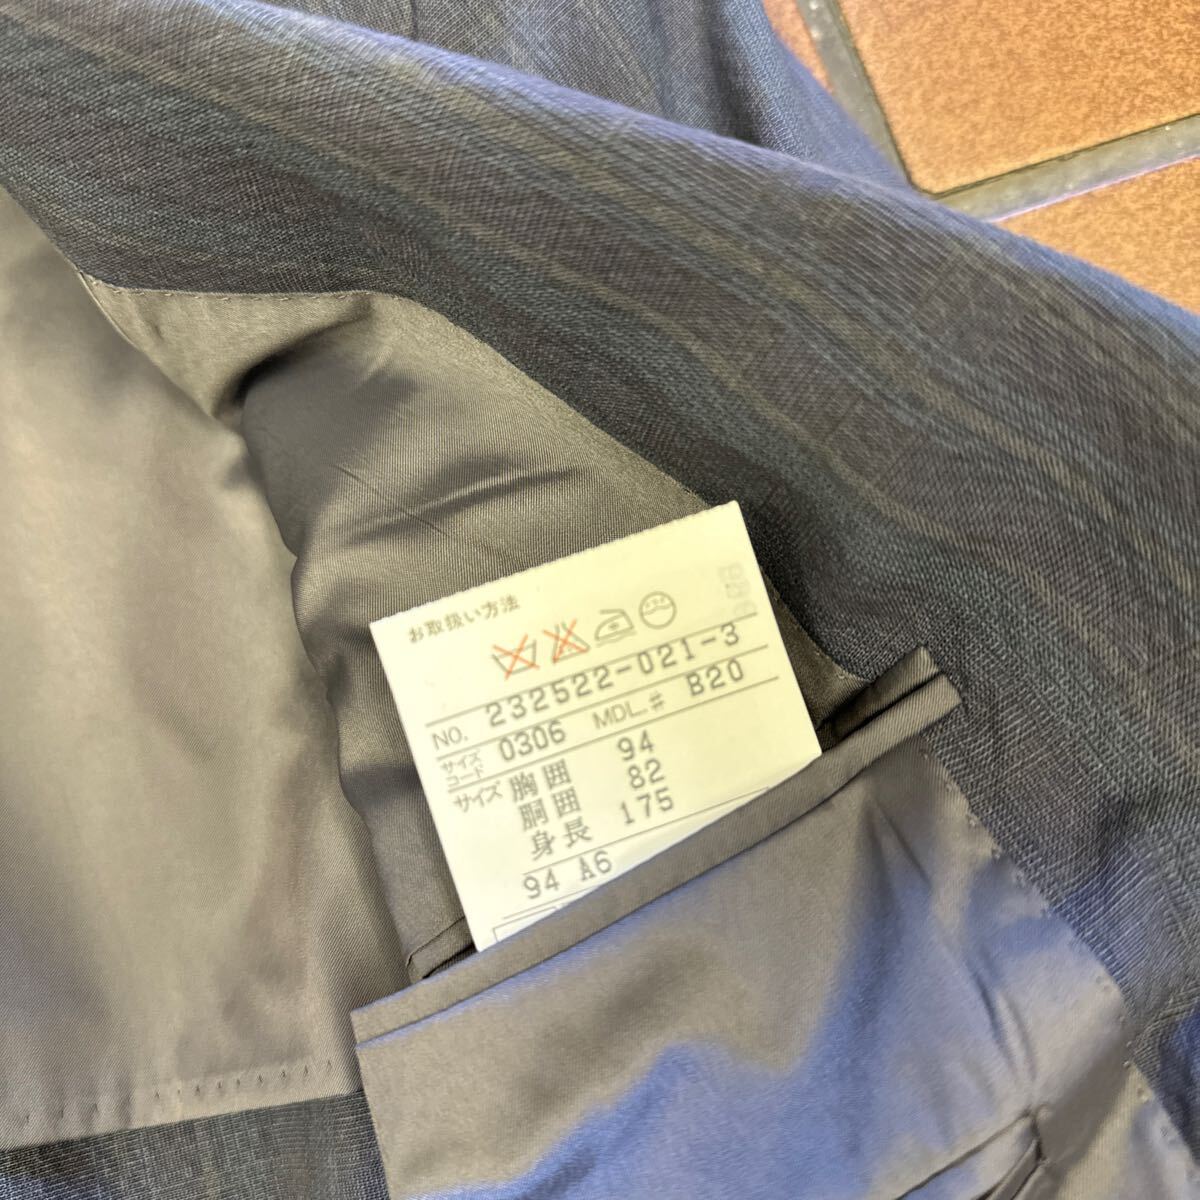 お取扱い方法
NO. 232522-021-3
サイズコード 0306 MDL.# B20
サイズ 胸囲 94
胴囲 82
身長 175
94 A6